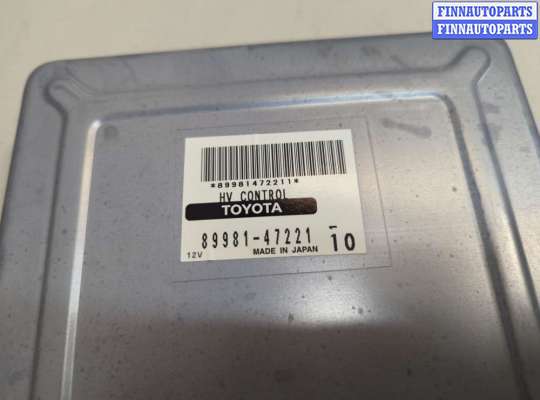 FINNAUTOPARTS
FINNAUTOPARTS
*89981472211*
HV CONTROL
TOYOTA
89981-47221-10
12V MADE IN JAPAN